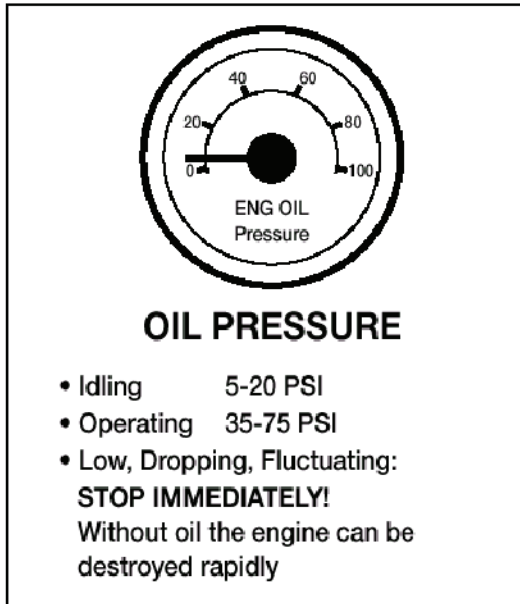 40 60
20 80
0 100
ENG OIL
Pressure
OIL PRESSURE
• Idling 5-20 PSI
• Operating 35-75 PSI
• Low, Dropping, Fluctuating:
STOP IMMEDIATELY!
Without oil the engine can be
destroyed rapidly